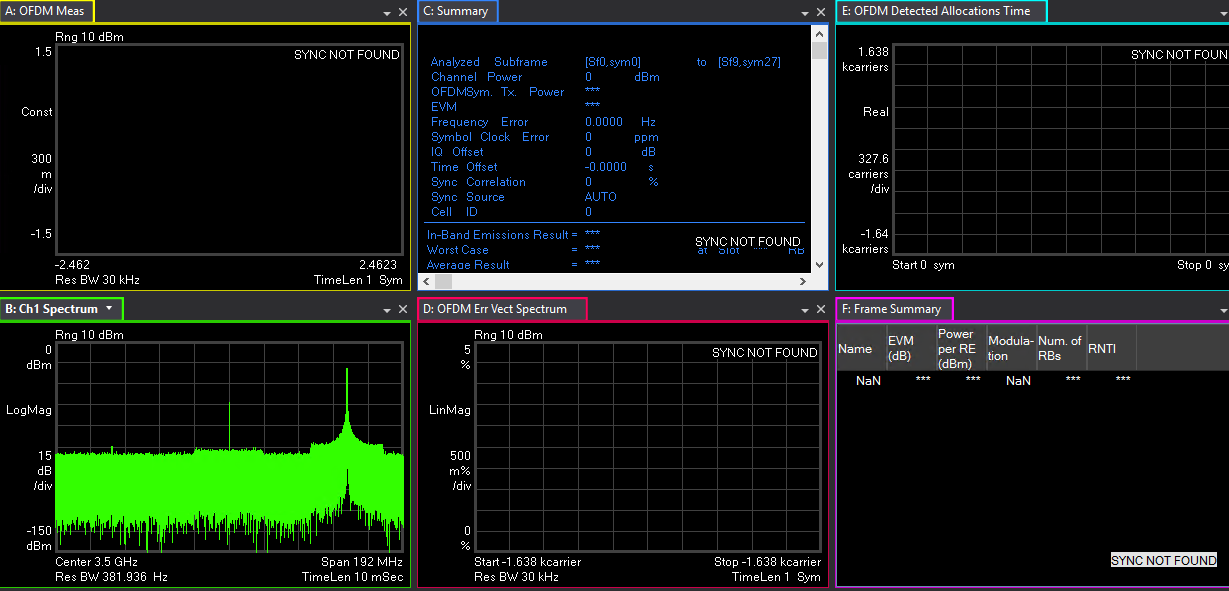 A: OFDM Meas
Rng 10 dBm
1.5
SYNC NOT FOUND
Const
300
m
/div
-1.5
-2.462
2.4623
Res BW 30 kHz
TimeLen 1 Sym
C: Summary
Analyzed Subframe [Sf0,sym0] to [Sf9,sym27]
Channel Power 0 dBm
OFDMSym. Tx. Power ***
EVM ***
Frequency Error 0.0000 Hz
Symbol Clock Error 0 ppm
IQ Offset 0 dB
Time Offset -0.0000 s
Sync Correlation 0 %
Sync Source AUTO
Cell ID 0
In-Band Emissions Result = ***
SYNC NOT FOUND
Worst Case = *** at Slot *** RB
Average Result = ***
E: OFDM Detected Allocations Time
1.638
kcarriers
SYNC NOT FOUN
Real
327.6
carriers
/div
-1.64
kcarriers
Start 0 sym
Stop 0 sy
B: Ch1 Spectrum
Rng 10 dBm
0
dBm
LogMag
15
dB
/div
-150
dBm
Center 3.5 GHz
Span 192 MHz
Res BW 381.936 Hz
TimeLen 10 mSec
D: OFDM Err Vect Spectrum
Rng 10 dBm
5
%
SYNC NOT FOUND
LinMag
500
m%
/div
0
%
Start -1.638 kcarrier
Stop -1.638 kcarrier
Res BW 30 kHz
TimeLen 1 Sym
F: Frame Summary
Name
EVM
(dB)
Power
per RE
(dBm)
Modula-
tion
Num. of
RBs
RNTI
NaN *** *** NaN *** ***
SYNC NOT FOUND